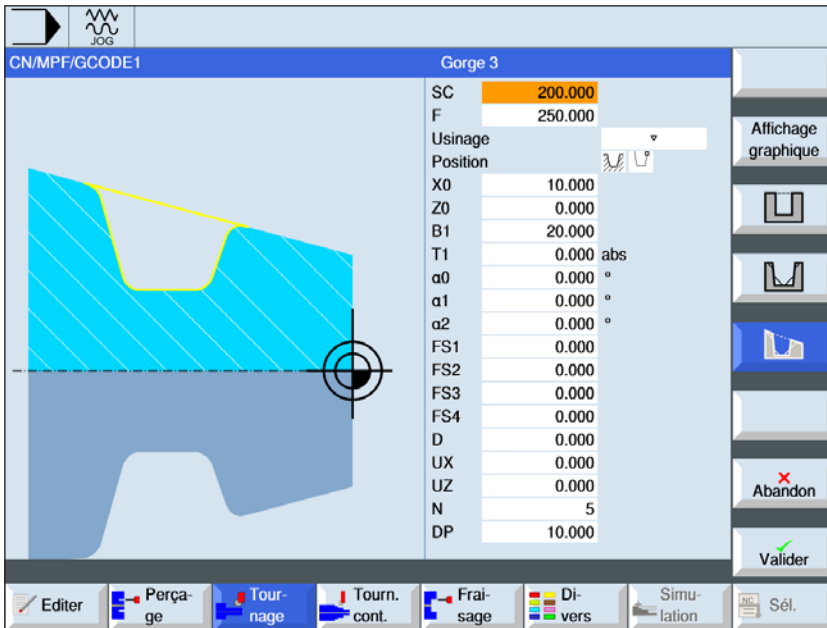 JOG
CN/MPF/GCODE1
Gorge 3
SC 200.000
F 250.000
Usinage ▿
Position
X0 10.000
Z0 0.000
B1 20.000
T1 0.000 abs
α0 0.000 °
α1 0.000 °
α2 0.000 °
FS1 0.000
FS2 0.000
FS3 0.000
FS4 0.000
D 0.000
UX 0.000
UZ 0.000
N 5
DP 10.000
Affichage
graphique
Abandon
Valider
Editer
Perça-
ge
Tour-
nage
Tourn.
cont.
Frai-
sage
Di-
vers
Simu-
lation
NC
Sél.